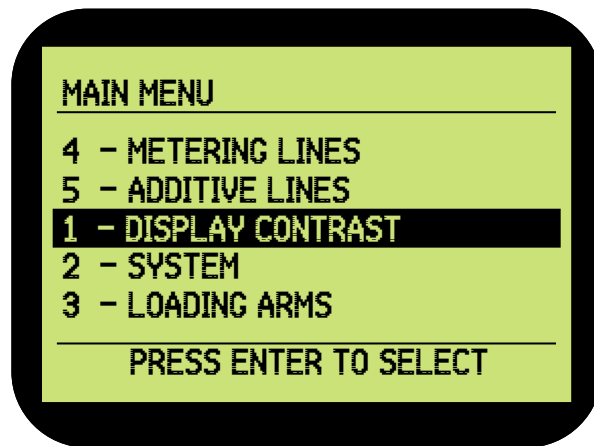 MAIN MENU
4 - METERING LINES
5 - ADDITIVE LINES
1 - DISPLAY CONTRAST
2 - SYSTEM
3 - LOADING ARMS
PRESS ENTER TO SELECT